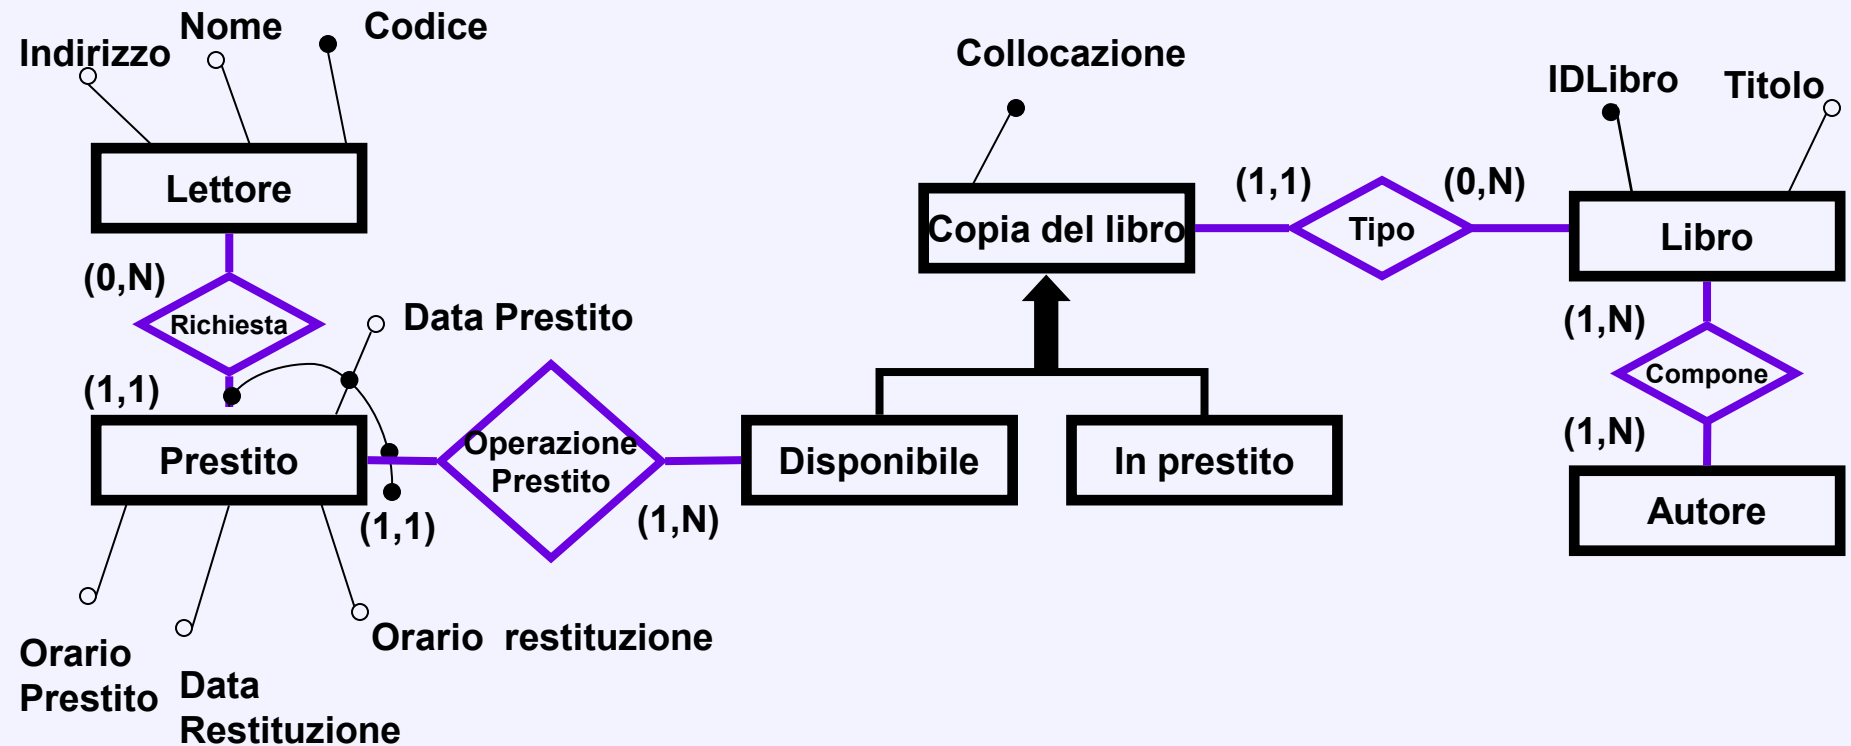 Indirizzo
Nome
Codice
Lettore
(0,N)
Richiesta
(1,1)
Data Prestito
Prestito
(1,1)
Operazione
Prestito
(1,N)
Orario
Prestito
Data
Restituzione
Orario restituzione
Collocazione
Copia del libro
(1,1)
Tipo
(0,N)
Disponibile
In prestito
IDLibro
Titolo
Libro
(1,N)
Compone
(1,N)
Autore